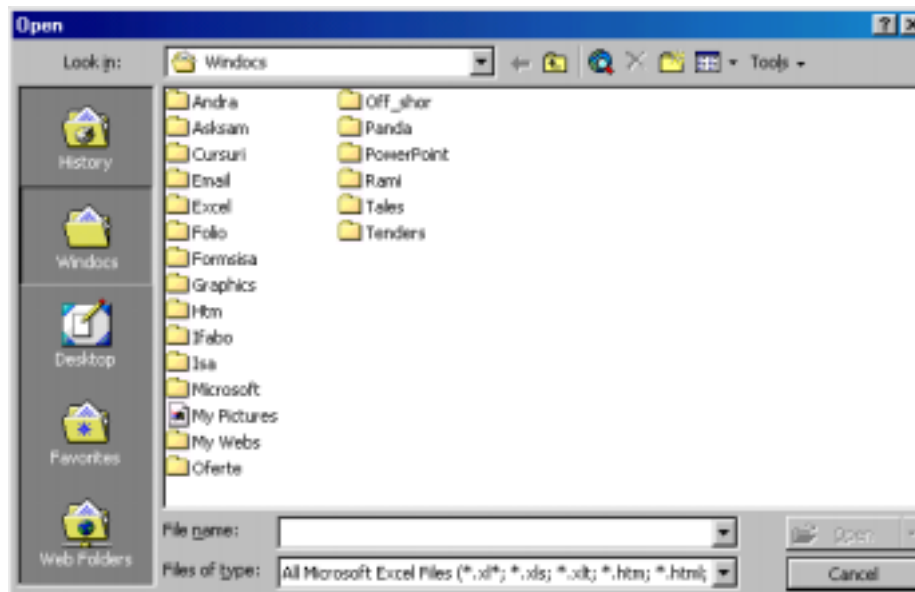 Open
Look in:
Windocs
Tools
History
Windocs
Desktop
Favorites
Web Folders
Andra
Asksam
Cursuri
Email
Excel
Folio
Formsisa
Graphics
Htm
IFabo
Isa
Microsoft
My Pictures
My Webs
Oferte
Off_shor
Panda
PowerPoint
Rami
Tales
Tenders
File name:
Open
Files of type:
All Microsoft Excel Files (*.xl*; *.xls; *.xlt; *.htm; *.html;
Cancel